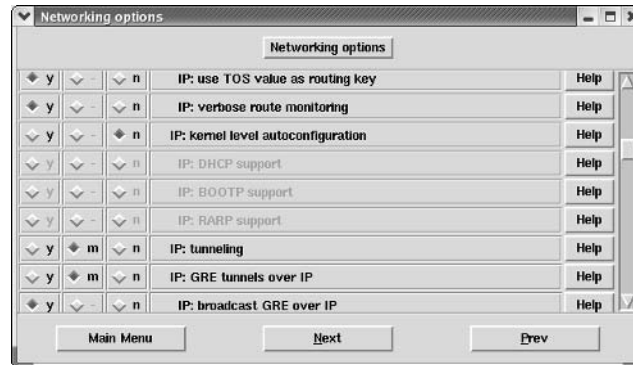 Networking options
Networking options
y - n IP: use TOS value as routing key Help
y - n IP: verbose route monitoring Help
y - n IP: kernel level autoconfiguration Help
y - n IP: DHCP support Help
y - n IP: BOOTP support Help
y - n IP: RARP support Help
y m n IP: tunneling Help
y m n IP: GRE tunnels over IP Help
y - n IP: broadcast GRE over IP Help
Main Menu Next Prev